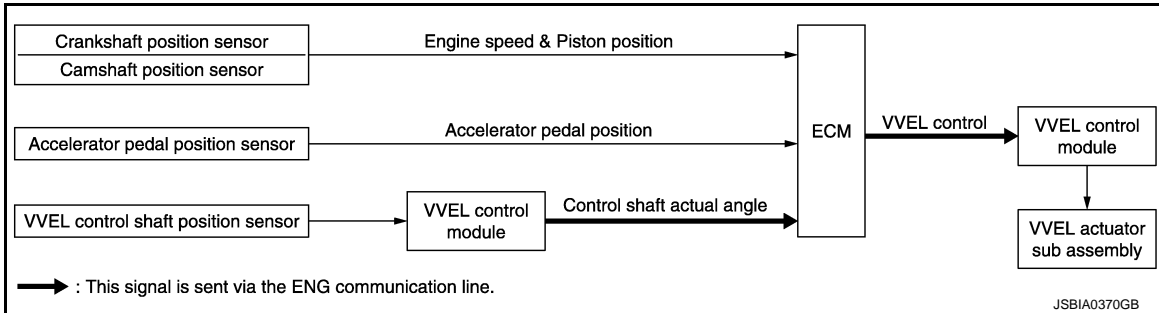 Crankshaft position sensor
Camshaft position sensor
Engine speed & Piston position
Accelerator pedal position sensor
Accelerator pedal position
VVEL control shaft position sensor
VVEL control
module
Control shaft actual angle
ECM
VVEL control
VVEL control
module
VVEL actuator
sub assembly
: This signal is sent via the ENG communication line.
JSBIA0370GB